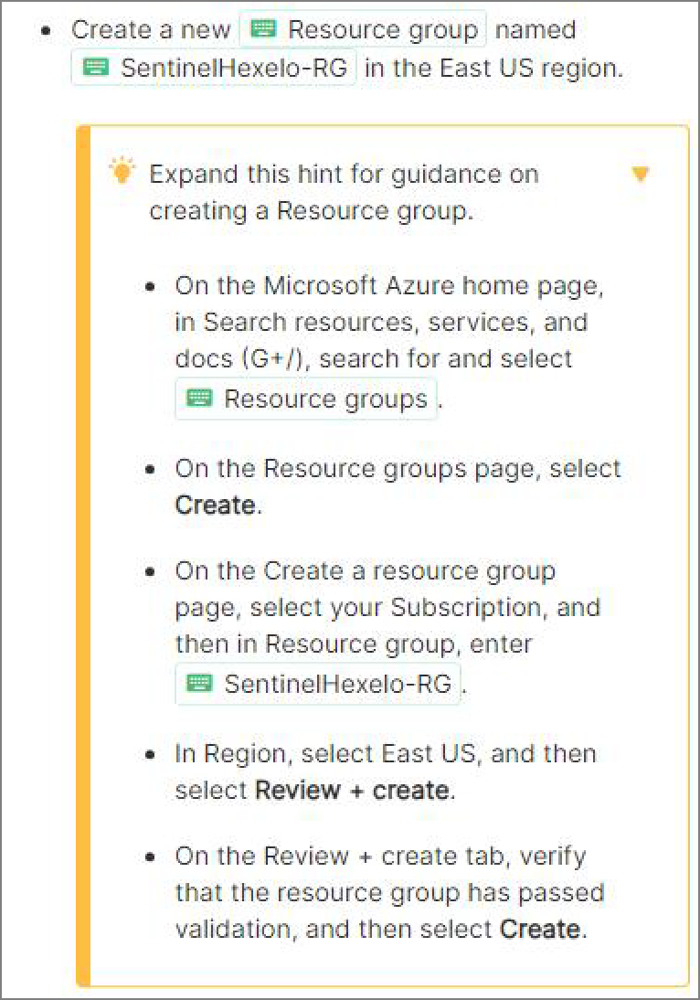 Create a new Resource group named
SentinelHexelo-RG in the East US region.
Expand this hint for guidance on
creating a Resource group.
On the Microsoft Azure home page,
in Search resources, services, and
docs (G+/), search for and select
Resource groups.
On the Resource groups page, select
Create.
On the Create a resource group
page, select your Subscription, and
then in Resource group, enter
SentinelHexelo-RG.
In Region, select East US, and then
select Review + create.
On the Review + create tab, verify
that the resource group has passed
validation, and then select Create.